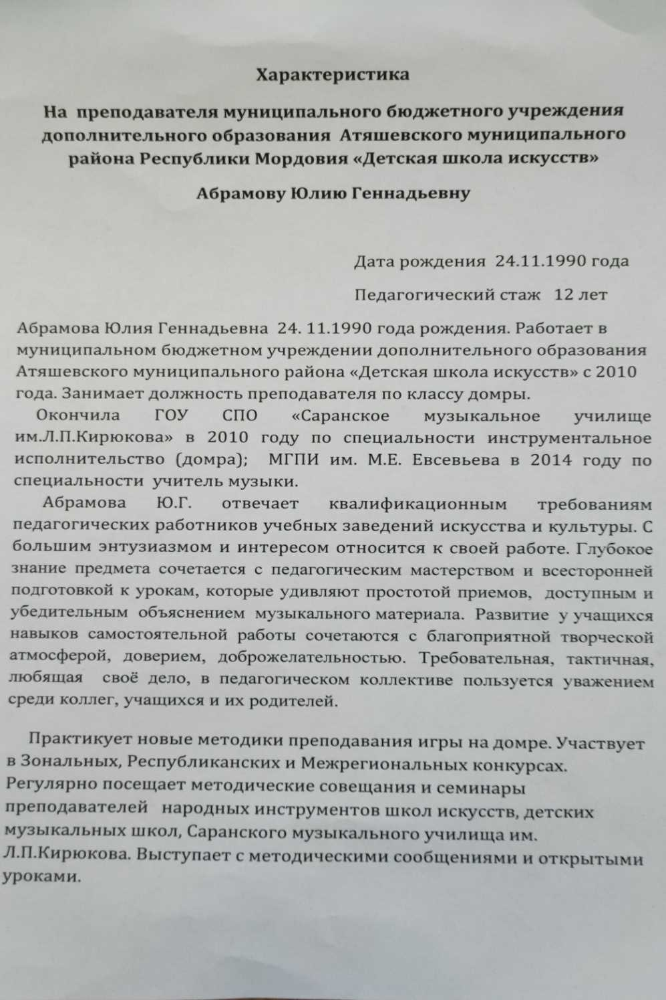 Характеристика
На преподавателя муниципального бюджетного учреждения
дополнительного образования Атяшевского муниципального
района Республики Мордовия «Детская школа искусств»
Абрамову Юлию Геннадьевну
Дата рождения 24.11.1990 года
Педагогический стаж 12 лет
Абрамова Юлия Геннадьевна 24. 11.1990 года рождения. Работает в
муниципальном бюджетном учреждении дополнительного образования
Атяшевского муниципального района «Детская школа искусств» с 2010
года. Занимает должность преподавателя по классу домры.
Окончила ГОУ СПО «Саранское музыкальное училище
им.Л.П.Кирюкова» в 2010 году по специальности инструментальное
исполнительство (домра); МГПИ им. М.Е. Евсевьева в 2014 году по
специальности учитель музыки.
Абрамова Ю.Г. отвечает квалификационным требованиям
педагогических работников учебных заведений искусства и культуры. С
большим энтузиазмом и интересом относится к своей работе. Глубокое
знание предмета сочетается с педагогическим мастерством и всесторонней
подготовкой к урокам, которые удивляют простотой приемов, доступным и
убедительным объяснением музыкального материала. Развитие у учащихся
навыков самостоятельной работы сочетаются с благоприятной творческой
атмосферой, доверием, доброжелательностью. Требовательная, тактичная,
любящая своё дело, в педагогическом коллективе пользуется уважением
среди коллег, учащихся и их родителей.
Практикует новые методики преподавания игры на домре. Участвует
в Зональных, Республиканских и Межрегиональных конкурсах.
Регулярно посещает методические совещания и семинары
преподавателей народных инструментов школ искусств, детских
музыкальных школ, Саранского музыкального училища им.
Л.П.Кирюкова. Выступает с методическими сообщениями и открытыми
уроками.